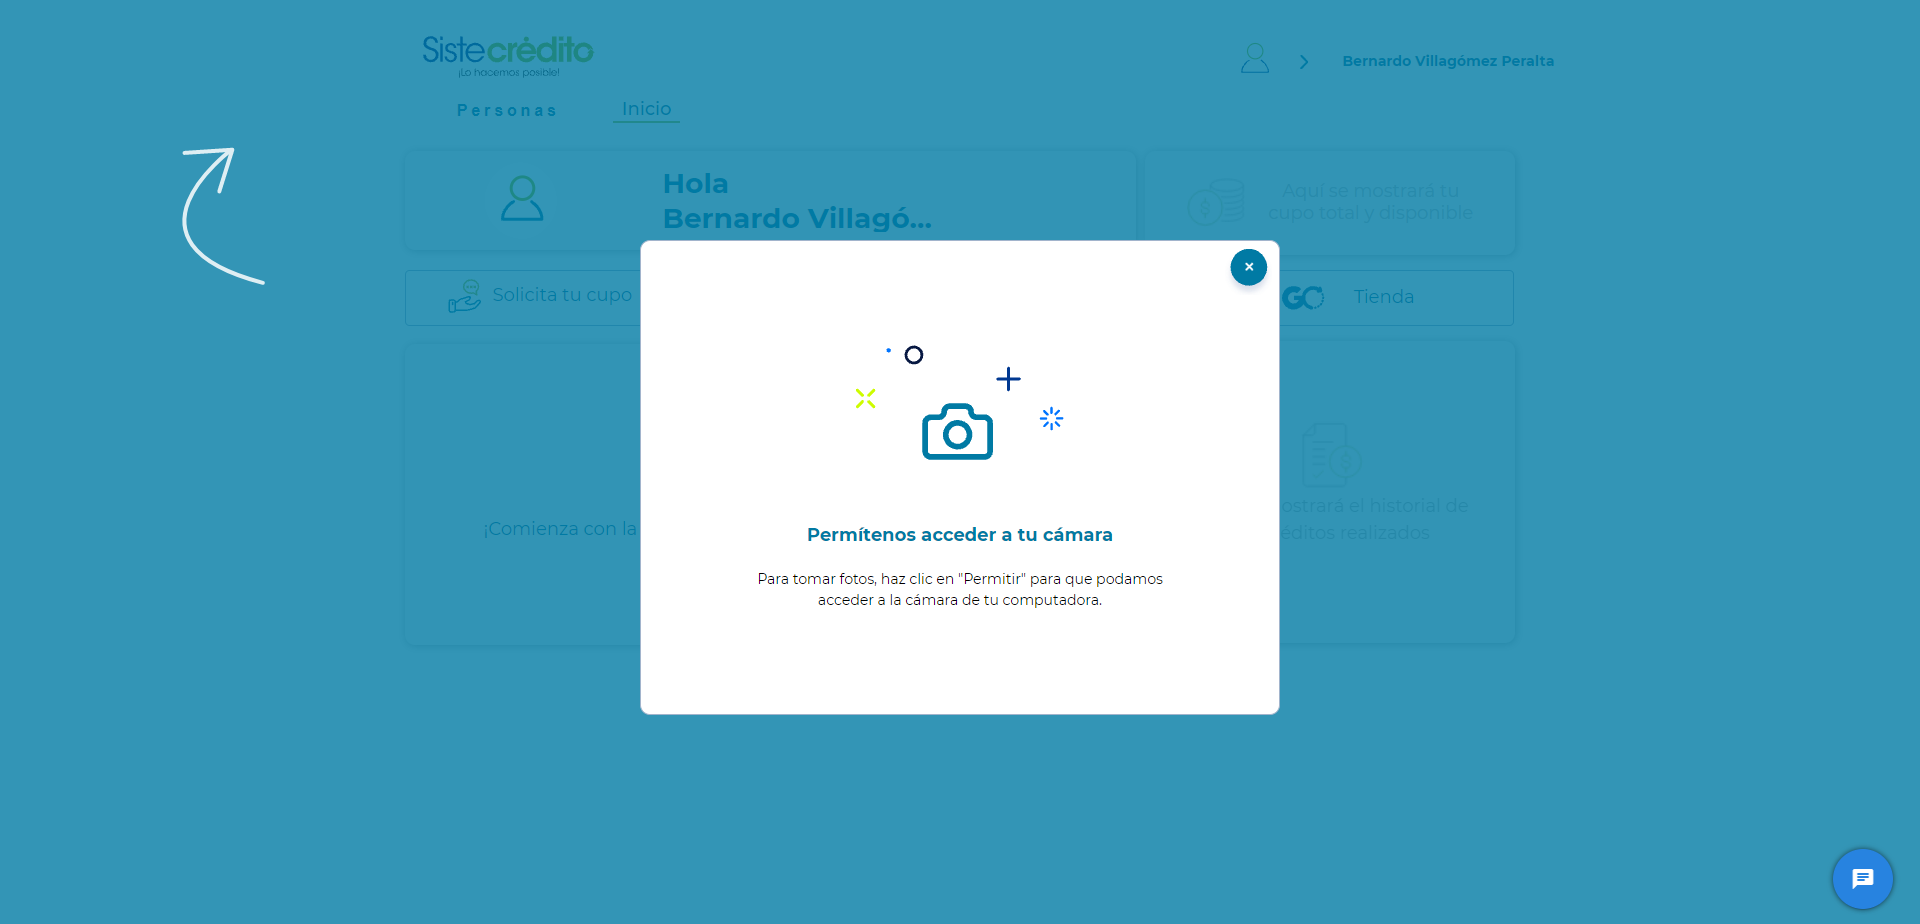 Sistecrédito
¡Lo hacemos posible!
Bernardo Villagómez Peralta
Personas
Inicio
Hola
Bernardo Villagó...
Aquí se mostrará tu
cupo total y disponible
Solicita tu cupo
GO
Tienda
¡Comienza con la
ostrará el historial de
éditos realizados
Permítenos acceder a tu cámara
Para tomar fotos, haz clic en "Permitir" para que podamos
acceder a la cámara de tu computadora.